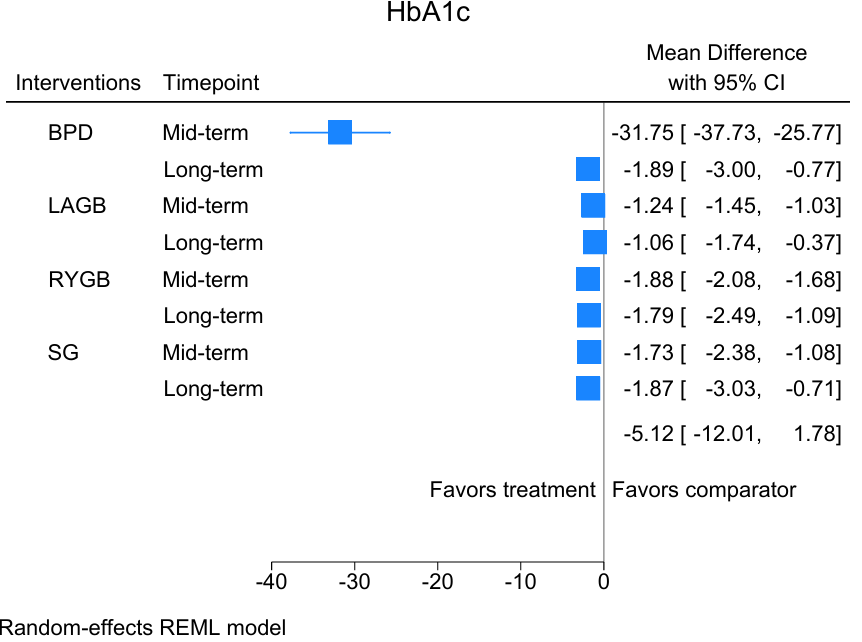 HbA1c
Mean Difference
Interventions Timepoint with 95% CI
BPD Mid-term -31.75 [ -37.73, -25.77]
Long-term -1.89 [ -3.00, -0.77]
LAGB Mid-term -1.24 [ -1.45, -1.03]
Long-term -1.06 [ -1.74, -0.37]
RYGB Mid-term -1.88 [ -2.08, -1.68]
Long-term -1.79 [ -2.49, -1.09]
SG Mid-term -1.73 [ -2.38, -1.08]
Long-term -1.87 [ -3.03, -0.71]
-5.12 [ -12.01, 1.78]
Favors treatment Favors comparator
-40 -30 -20 -10 0
Random-effects REML model